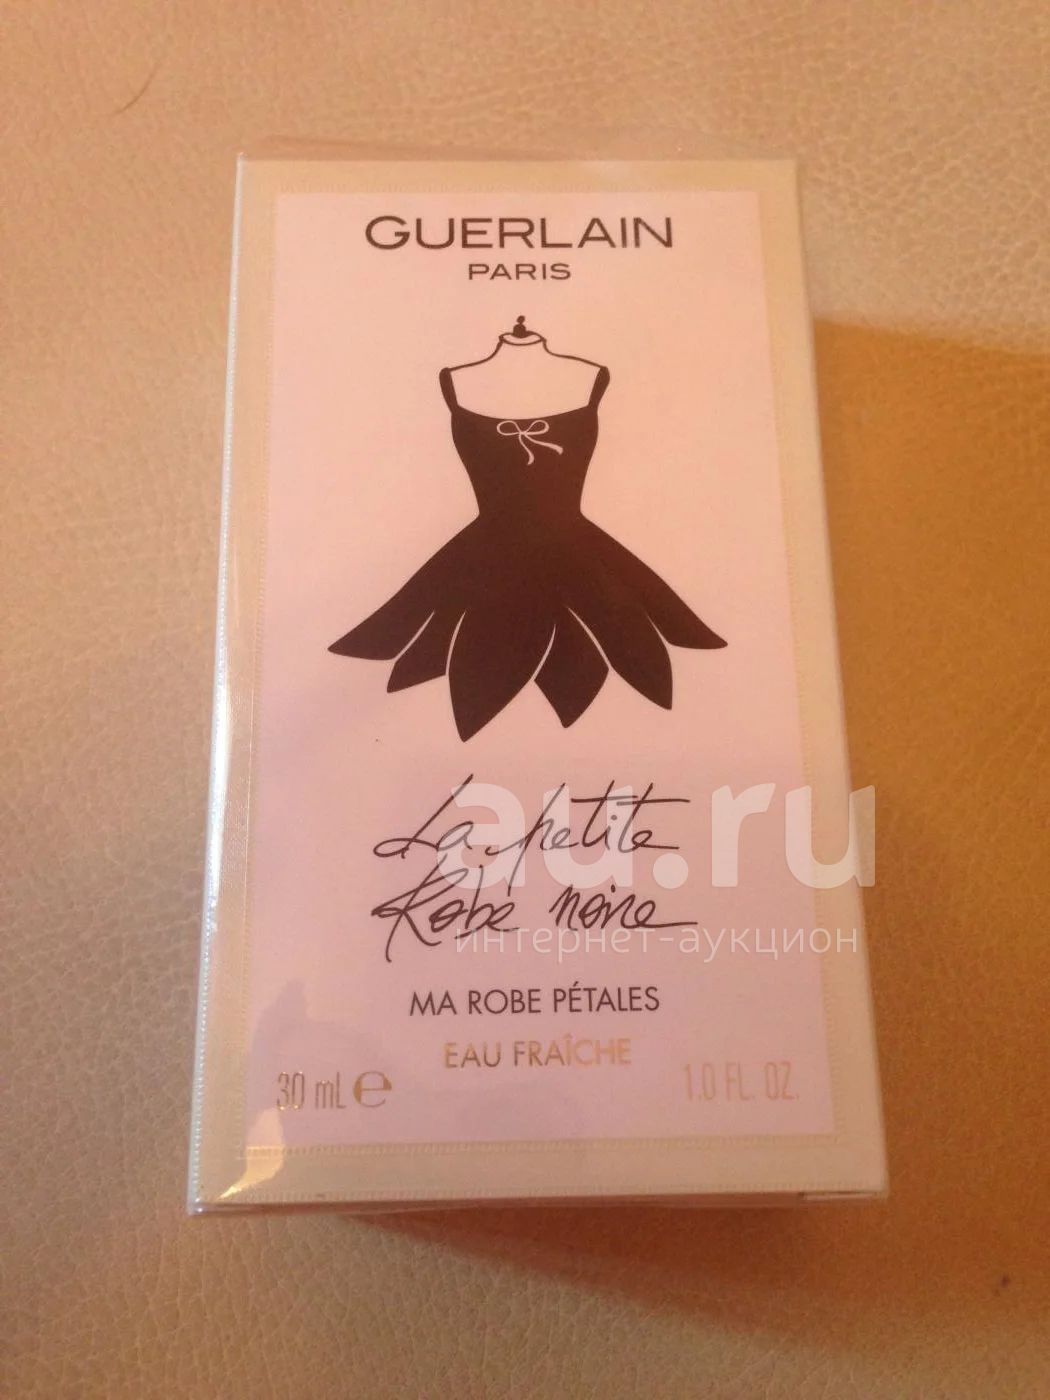 GUERLAIN
PARIS
La petite
Robe noire
au.ru
интернет-аукцион
MA ROBE PÉTALES
EAU FRAÎCHE
30 mL e
1.0 FL. OZ.